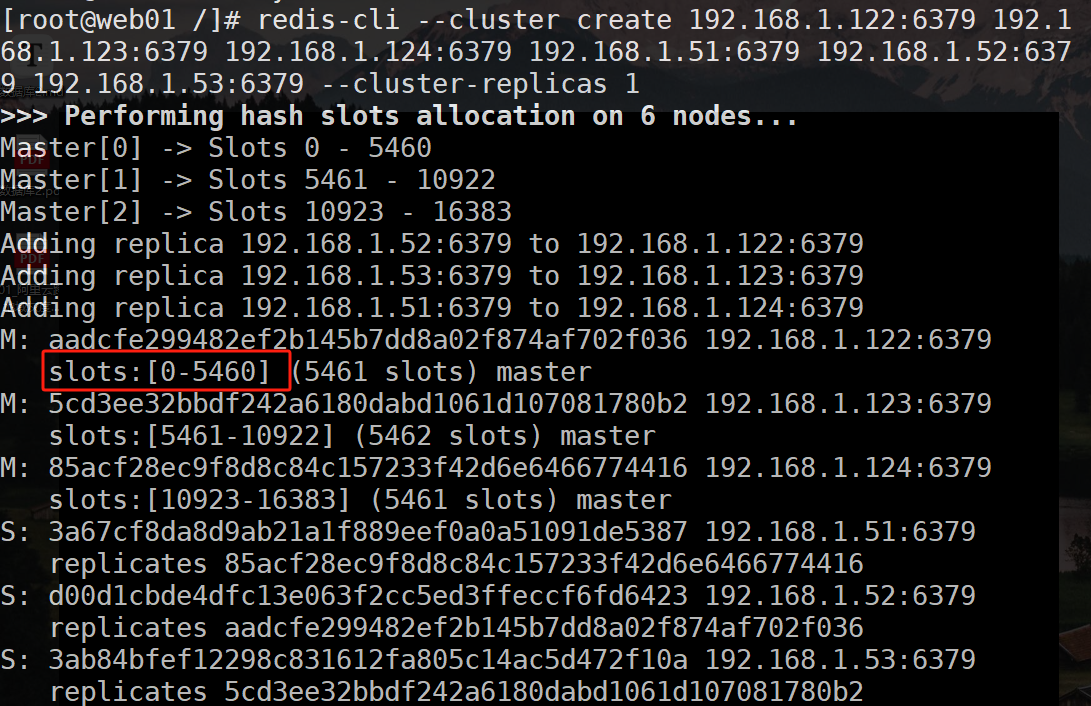 [root@web01 /]# redis-cli --cluster create 192.168.1.122:6379 192.1
68.1.123:6379 192.168.1.124:6379 192.168.1.51:6379 192.168.1.52:637
9 192.168.1.53:6379 --cluster-replicas 1
>>> Performing hash slots allocation on 6 nodes...
Master[0] -> Slots 0 - 5460
Master[1] -> Slots 5461 - 10922
Master[2] -> Slots 10923 - 16383
Adding replica 192.168.1.52:6379 to 192.168.1.122:6379
Adding replica 192.168.1.53:6379 to 192.168.1.123:6379
Adding replica 192.168.1.51:6379 to 192.168.1.124:6379
M: aadcfe299482ef2b145b7dd8a02f874af702f036 192.168.1.122:6379
slots:[0-5460] (5461 slots) master
M: 5cd3ee32bbdf242a6180dabd1061d107081780b2 192.168.1.123:6379
slots:[5461-10922] (5462 slots) master
M: 85acf28ec9f8d8c84c157233f42d6e6466774416 192.168.1.124:6379
slots:[10923-16383] (5461 slots) master
S: 3a67cf8da8d9ab21a1f889eef0a0a51091de5387 192.168.1.51:6379
replicates 85acf28ec9f8d8c84c157233f42d6e6466774416
S: d00d1cbde4dfc13e063f2cc5ed3ffeccf6fd6423 192.168.1.52:6379
replicates aadcfe299482ef2b145b7dd8a02f874af702f036
S: 3ab84bfef12298c831612fa805c14ac5d472f10a 192.168.1.53:6379
replicates 5cd3ee32bbdf242a6180dabd1061d107081780b2
PDF
PDF